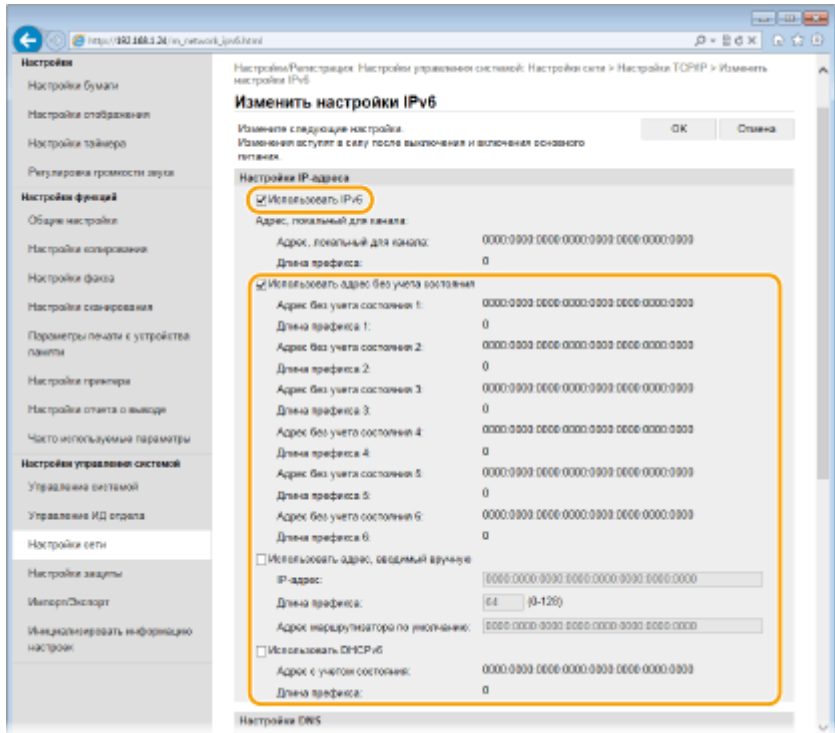 http://192.168.1.24/m_network_ipv6.html
Настройки
Настройки бумаги
Настройки отображения
Настройки таймера
Регулировка громкости звука
Настройки функций
Общие настройки
Настройки копирования
Настройки факса
Настройки сканирования
Параметры печати с устройства
памяти
Настройки принтера
Настройки отчета о выводе
Часто используемые параметры
Настройки управления системой
Управление системой
Управление ИД отдела
Настройки сети
Настройки защиты
Импорт/Экспорт
Инициализировать информацию
настроек
Настройки/Регистрация: Настройки управления системой: Настройки сети > Настройки TCP/IP > Изменить
настройки IPv6
Изменить настройки IPv6
Измените следующие настройки.
Изменения вступят в силу после выключения и включения основного
питания.
OK
Отмена
Настройки IP-адреса
Использовать IPv6
Адрес, локальный для канала:
Адрес, локальный для канала: 0000:0000:0000:0000:0000:0000:0000:0000
Длина префикса: 0
Использовать адрес без учета состояния
Адрес без учета состояния 1: 0000:0000:0000:0000:0000:0000:0000:0000
Длина префикса 1: 0
Адрес без учета состояния 2: 0000:0000:0000:0000:0000:0000:0000:0000
Длина префикса 2: 0
Адрес без учета состояния 3: 0000:0000:0000:0000:0000:0000:0000:0000
Длина префикса 3: 0
Адрес без учета состояния 4: 0000:0000:0000:0000:0000:0000:0000:0000
Длина префикса 4: 0
Адрес без учета состояния 5: 0000:0000:0000:0000:0000:0000:0000:0000
Длина префикса 5: 0
Адрес без учета состояния 6: 0000:0000:0000:0000:0000:0000:0000:0000
Длина префикса 6: 0
Использовать адрес, вводимый вручную
IP-адрес: 0000:0000:0000:0000:0000:0000:0000:0000
Длина префикса: 64 (0-128)
Адрес маршрутизатора по умолчанию: 0000:0000:0000:0000:0000:0000:0000:0000
Использовать DHCPv6
Адрес с учетом состояния: 0000:0000:0000:0000:0000:0000:0000:0000
Длина префикса: 0
Настройки DNS